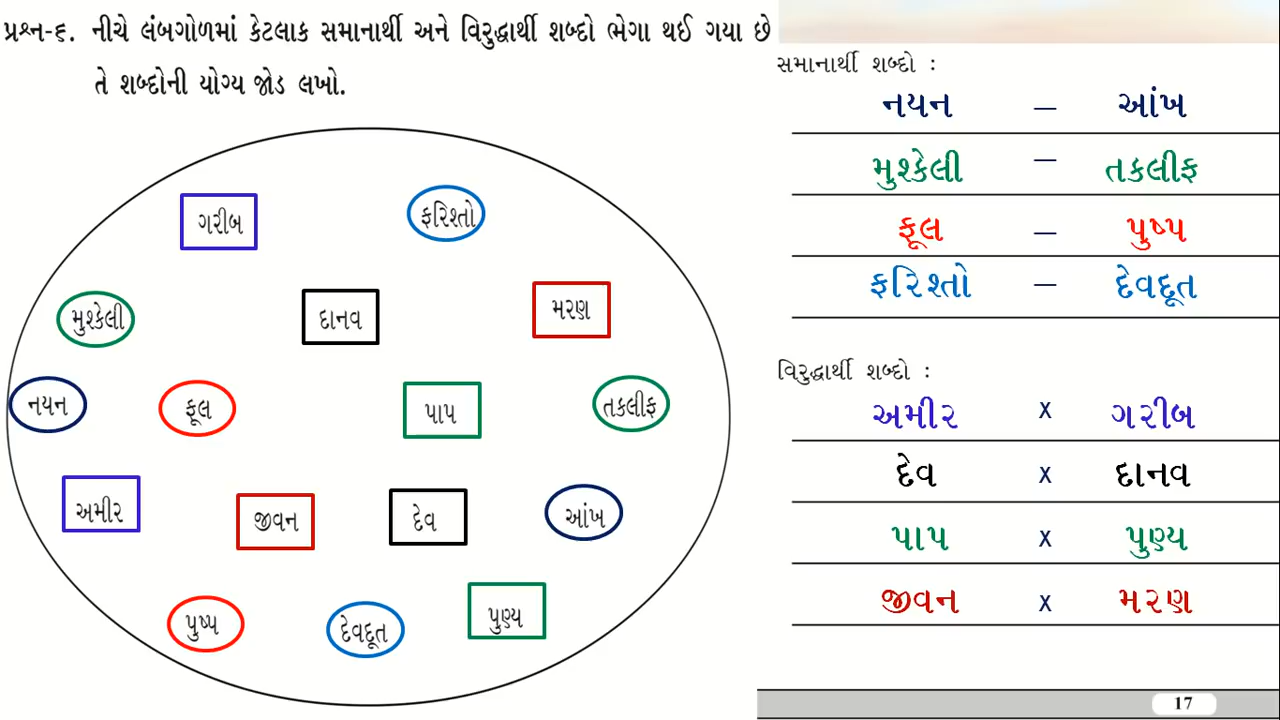 પ્રશ્ન-૬. નીચે લંબગોળમાં કેટલાક સમાનાર્થી અને વિરુદ્ધાર્થી શબ્દો ભેગા થઈ ગયા છે
તે શબ્દોની યોગ્ય જોડ લખો.
ગરીબ ફરિશ્તો
મુશ્કેલી દાનવ મરણ
નયન ફૂલ પાપ તકલીફ
અમીર જીવન દેવ આંખ
પુષ્પ દેવદૂત પુણ્ય
સમાનાર્થી શબ્દો :
નયન – આંખ
મુશ્કેલી – તકલીફ
ફૂલ – પુષ્પ
ફરિશ્તો – દેવદૂત
વિરુદ્ધાર્થી શબ્દો :
અમીર x ગરીબ
દેવ x દાનવ
પાપ x પુણ્ય
જીવન x મરણ
17